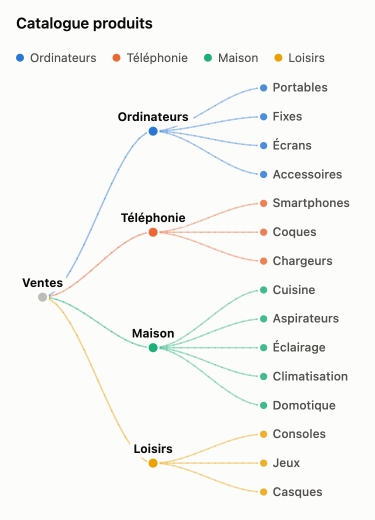 Catalogue produits
Ordinateurs
Téléphonie
Maison
Loisirs
Portables
Ordinateurs
Fixes
Écrans
Accessoires
Smartphones
Téléphonie
Coques
Chargeurs
Ventes
Cuisine
Aspirateurs
Maison
Éclairage
Climatisation
Domotique
Consoles
Loisirs
Jeux
Casques